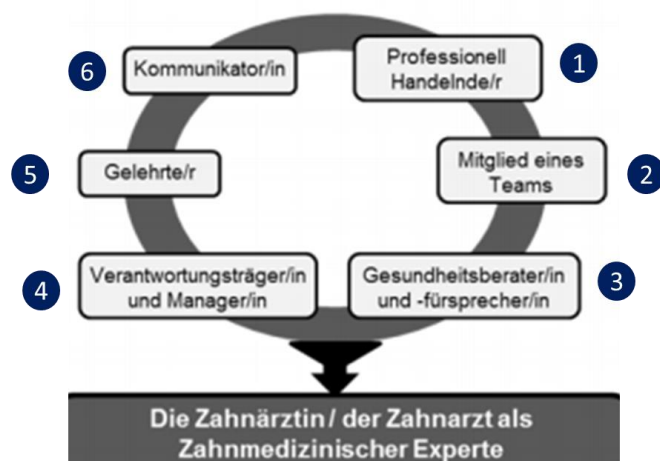 6
Kommunikator/in
Professionell
Handelnde/r
1
5
Gelehrte/r
Mitglied eines
Teams
2
4
Verantwortungsträger/in
und Manager/in
Gesundheitsberater/in
und -fürsprecher/in
3
Die Zahnärztin / der Zahnarzt als
Zahnmedizinischer Experte